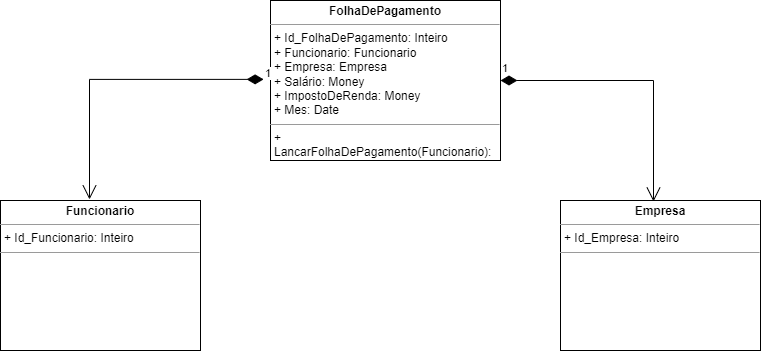 FolhaDePagamento
+ Id_FolhaDePagamento: Inteiro
+ Funcionario: Funcionario
+ Empresa: Empresa
+ Salário: Money
+ ImpostoDeRenda: Money
+ Mes: Date
+
LancarFolhaDePagamento(Funcionario):
1
1
Funcionario
+ Id_Funcionario: Inteiro
Empresa
+ Id_Empresa: Inteiro